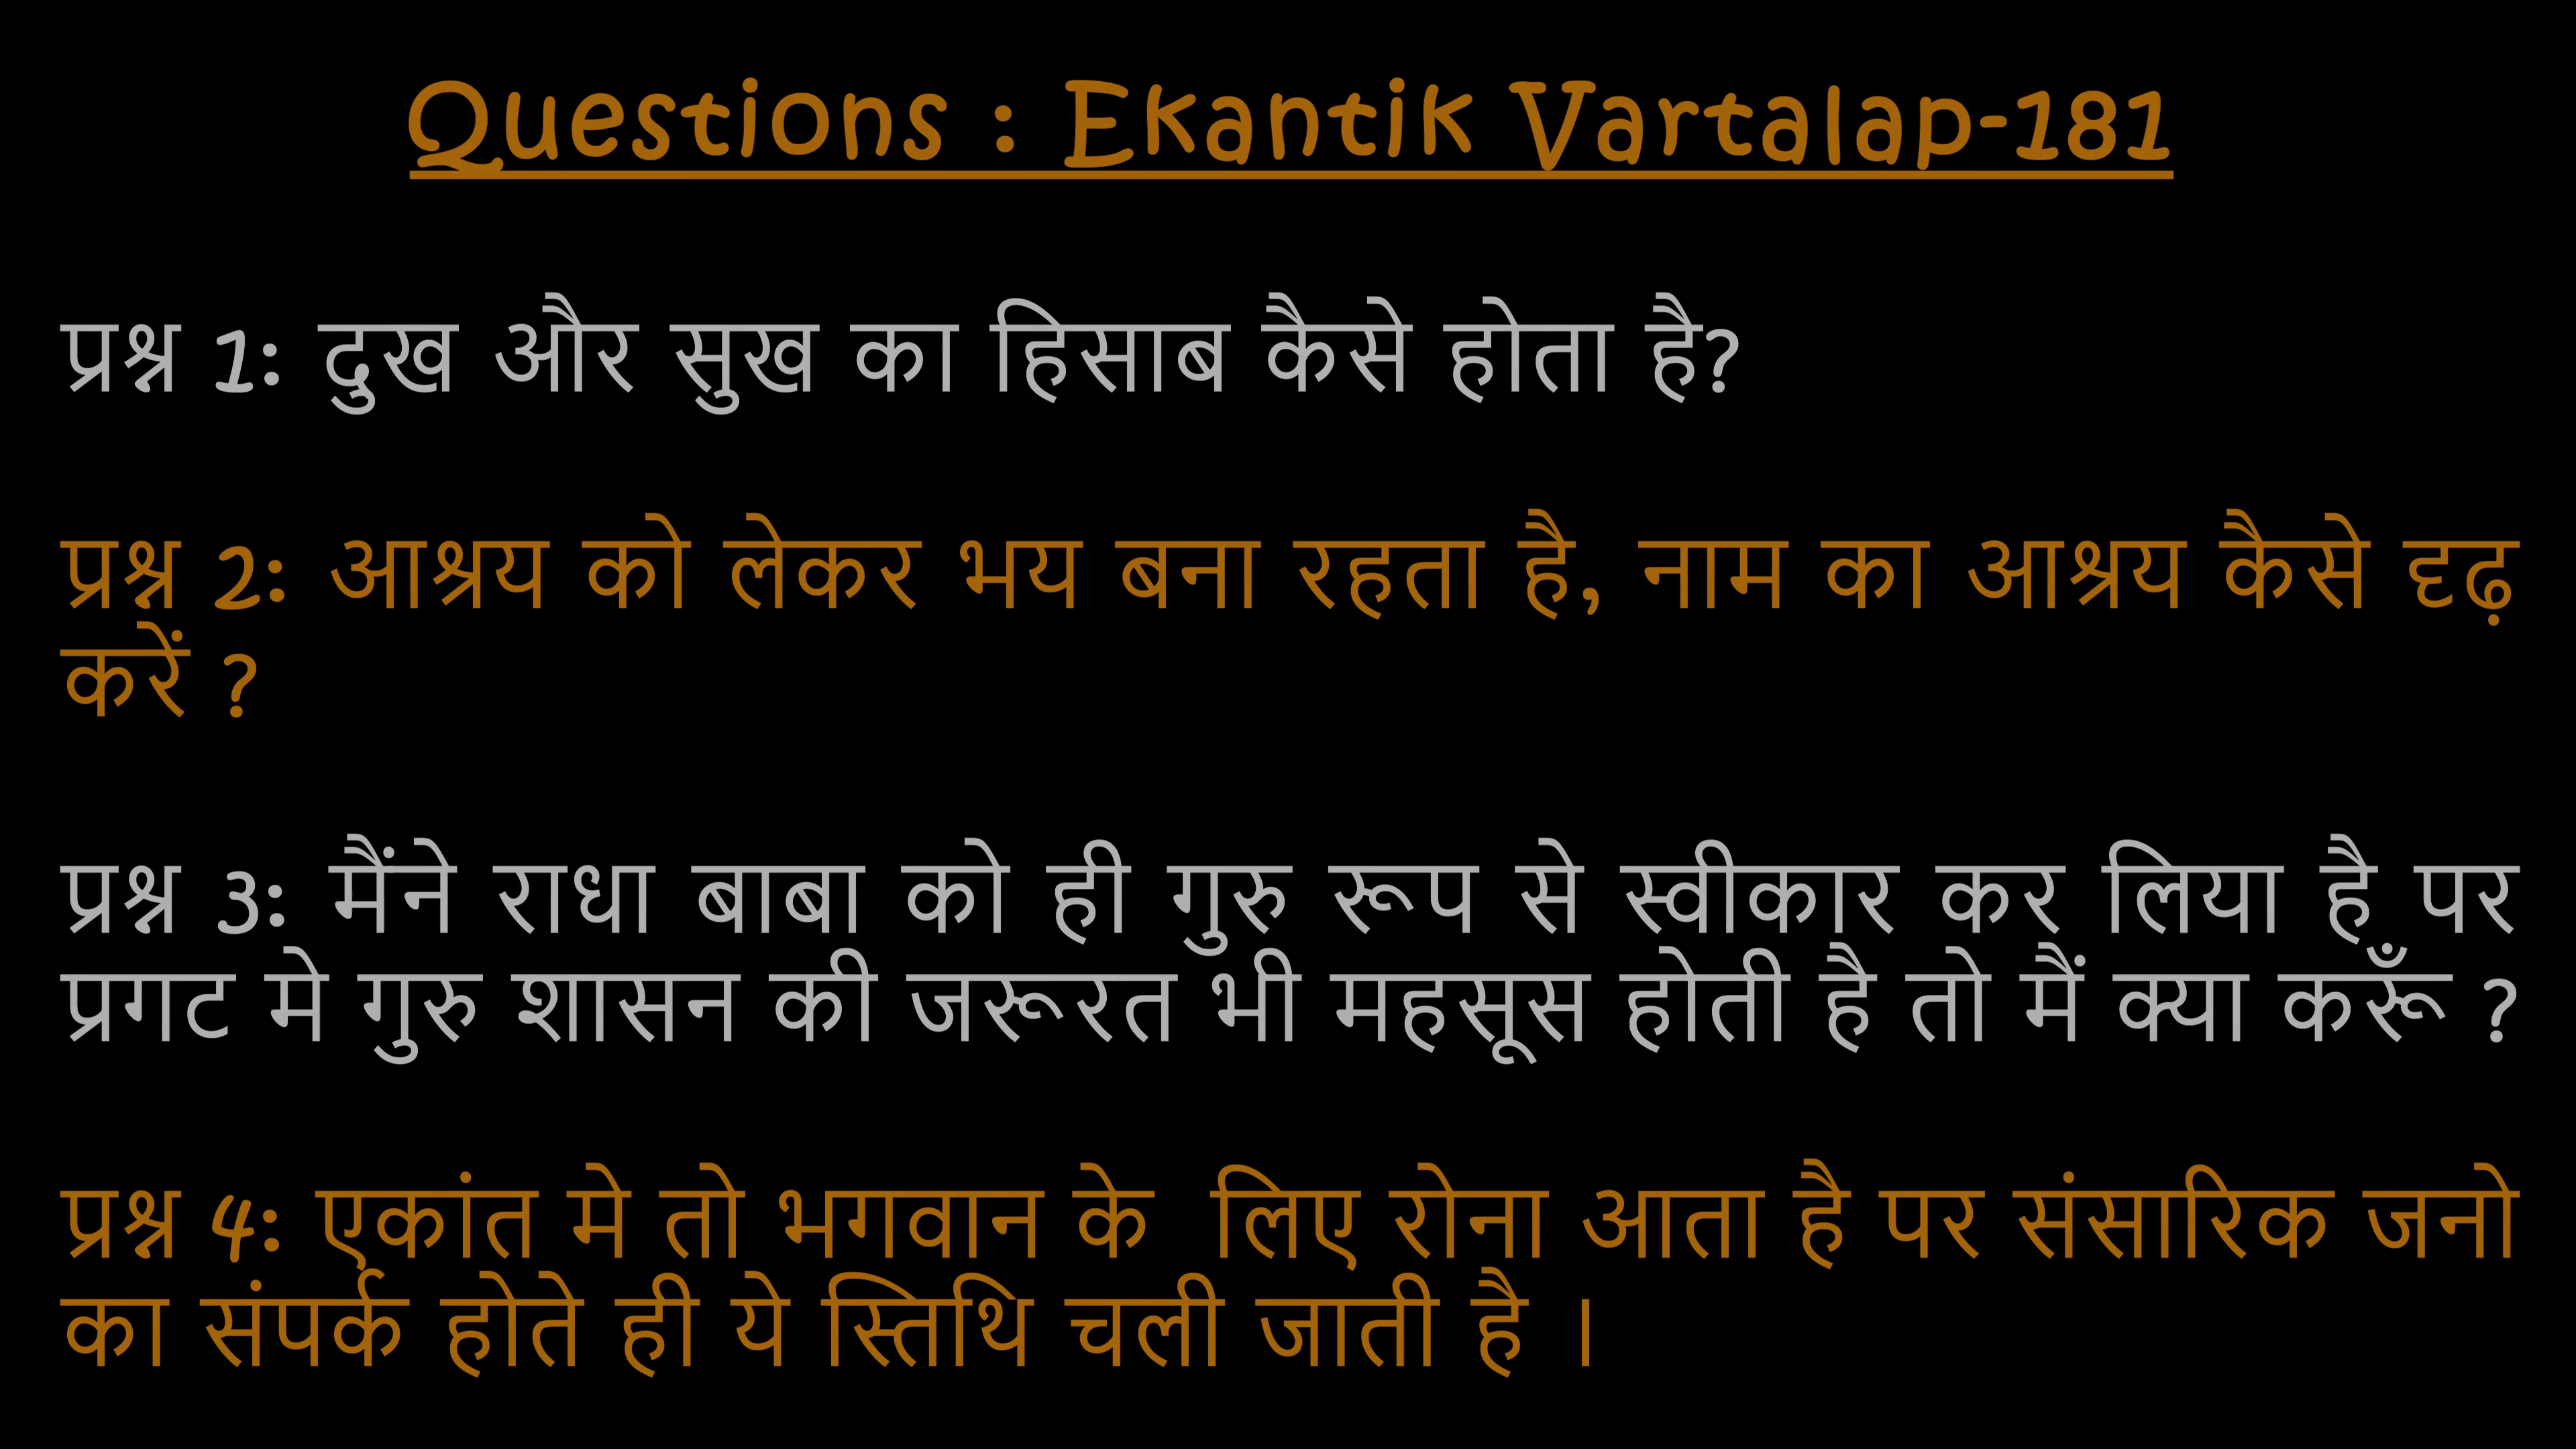 Questions : Ekantik Vartalap-181
प्रश्न 1: दुख और सुख का हिसाब कैसे होता है?
प्रश्न 2: आश्रय को लेकर भय बना रहता है, नाम का आश्रय कैसे दृढ़
करें ?
प्रश्न 3: मैंने राधा बाबा को ही गुरु रूप से स्वीकार कर लिया है पर
प्रगट मे गुरु शासन की जरूरत भी महसूस होती है तो मैं क्या करूँ ?
प्रश्न 4: एकांत मे तो भगवान के  लिए रोना आता है पर संसारिक जनो
का संपर्क होते ही ये स्तिथि चली जाती है ।